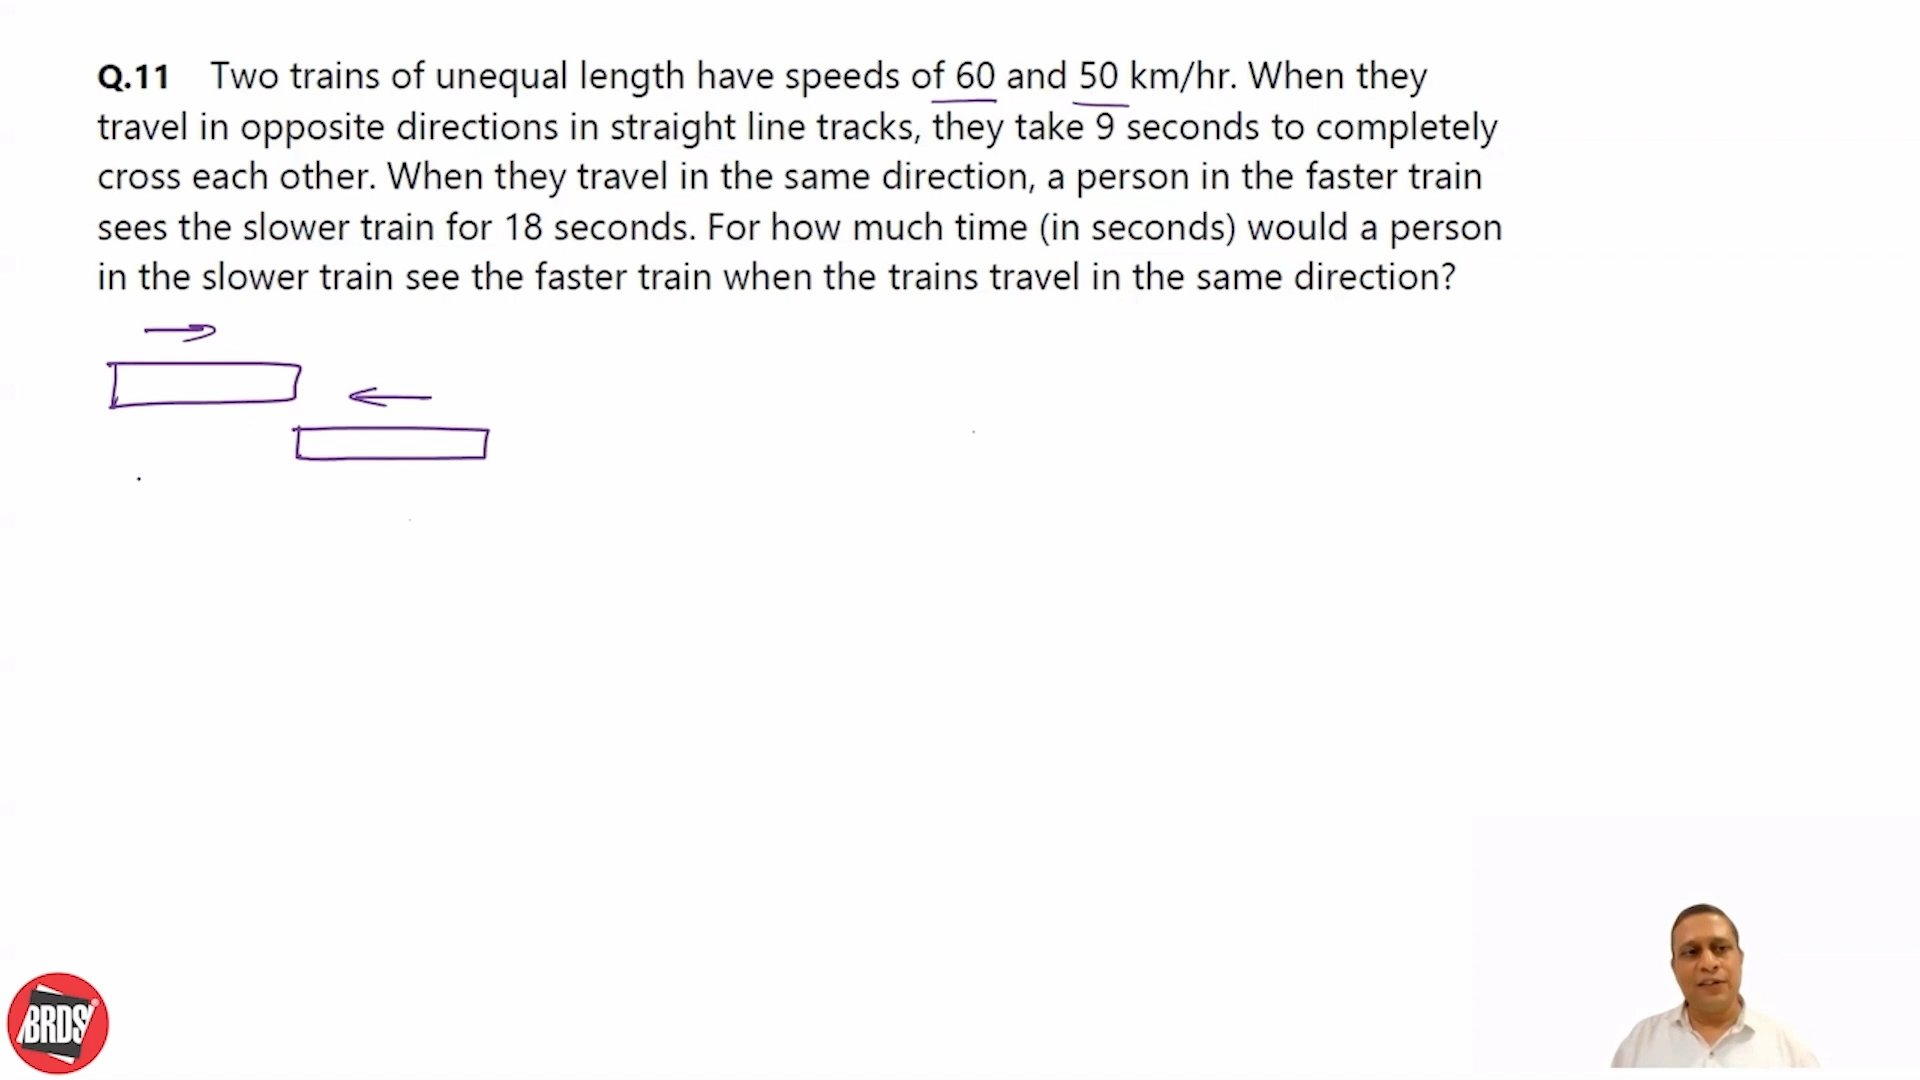 Q.11 Two trains of unequal length have speeds of 60 and 50 km/hr. When they
travel in opposite directions in straight line tracks, they take 9 seconds to completely
cross each other. When they travel in the same direction, a person in the faster train
sees the slower train for 18 seconds. For how much time (in seconds) would a person
in the slower train see the faster train when the trains travel in the same direction?
BRDS